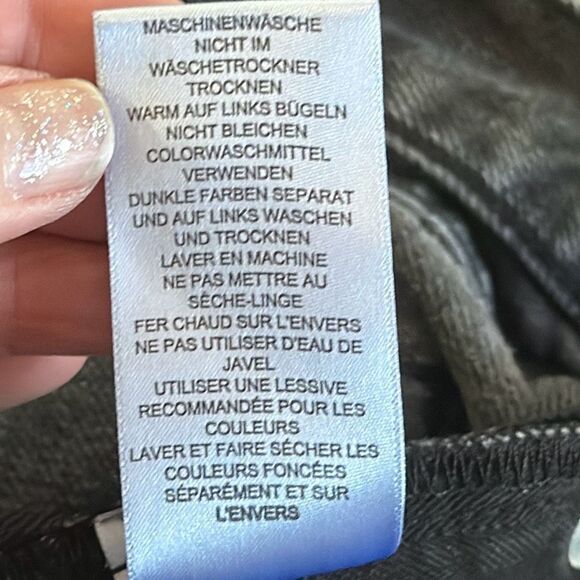 MASCHINENWÄSCHE
NICHT IM
WÄSCHETROCKNER
TROCKNEN
WARM AUF LINKS BÜGELN
NICHT BLEICHEN
COLORWASCHMITTEL
VERWENDEN
DUNKLE FARBEN SEPARAT
UND AUF LINKS WASCHEN
UND TROCKNEN
LAVER EN MACHINE
NE PAS METTRE AU
SÈCHE-LINGE
FER CHAUD SUR L'ENVERS
NE PAS UTILISER D'EAU DE
JAVEL
UTILISER UNE LESSIVE
RECOMMANDÉE POUR LES
COULEURS
LAVER ET FAIRE SÉCHER LES
COULEURS FONCÉES
SÉPARÉMENT ET SUR
L'ENVERS